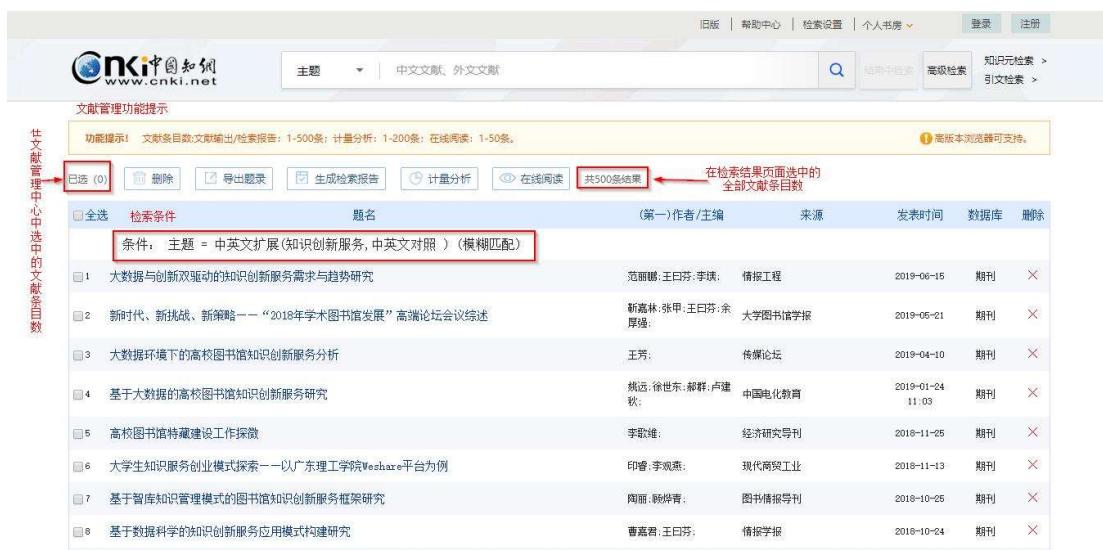 旧版 | 帮助中心 | 检索设置 | 个人书房 登录 注册
cnki中国知网
www.cnki.net
主题 中文文献、外文文献 结果中检索 高级检索 知识元检索 >
引文检索 >
文献管理功能提示
功能提示! 文献条目数:文献输出/检索报告: 1-500条; 计量分析: 1-200条; 在线阅读: 1-50条。 高版本浏览器可支持。
在文献管理中心中选中的文献条目数
已选 (0) 删除 导出题录 生成检索报告 计量分析 在线阅读 共500条结果
在检索结果页面选中的
全部文献条目数
全选 检索条件 题名 (第一)作者/主编 来源 发表时间 数据库 删除
条件: 主题 = 中英文扩展(知识创新服务,中英文对照 ) (模糊匹配)
1 大数据与创新双驱动的知识创新服务需求与趋势研究 范丽鹏;王曰芬;李瑛; 情报工程 2019-06-15 期刊 ×
2 新时代、新挑战、新策略——“2018年学术图书馆发展”高端论坛会议综述 靳嘉林;张甲;王曰芬;余厚强; 大学图书馆学报 2019-05-21 期刊 ×
3 大数据环境下的高校图书馆知识创新服务分析 王芳; 传媒论坛 2019-04-10 期刊 ×
4 基于大数据的高校图书馆知识创新服务研究 姚远;徐世东;郝群;卢建秋; 中国电化教育 2019-01-24 11:03 期刊 ×
5 高校图书馆特藏建设工作探微 李歌维; 经济研究导刊 2018-11-25 期刊 ×
6 大学生知识服务创业模式探索——以广东理工学院Weshare平台为例 印睿;李观燕; 现代商贸工业 2018-11-13 期刊 ×
7 基于智库知识管理模式的图书馆知识创新服务框架研究 陶丽;顾烨青; 图书情报导刊 2018-10-25 期刊 ×
8 基于数据科学的知识创新服务应用模式构建研究 曹嘉君;王曰芬; 情报学报 2018-10-24 期刊 ×